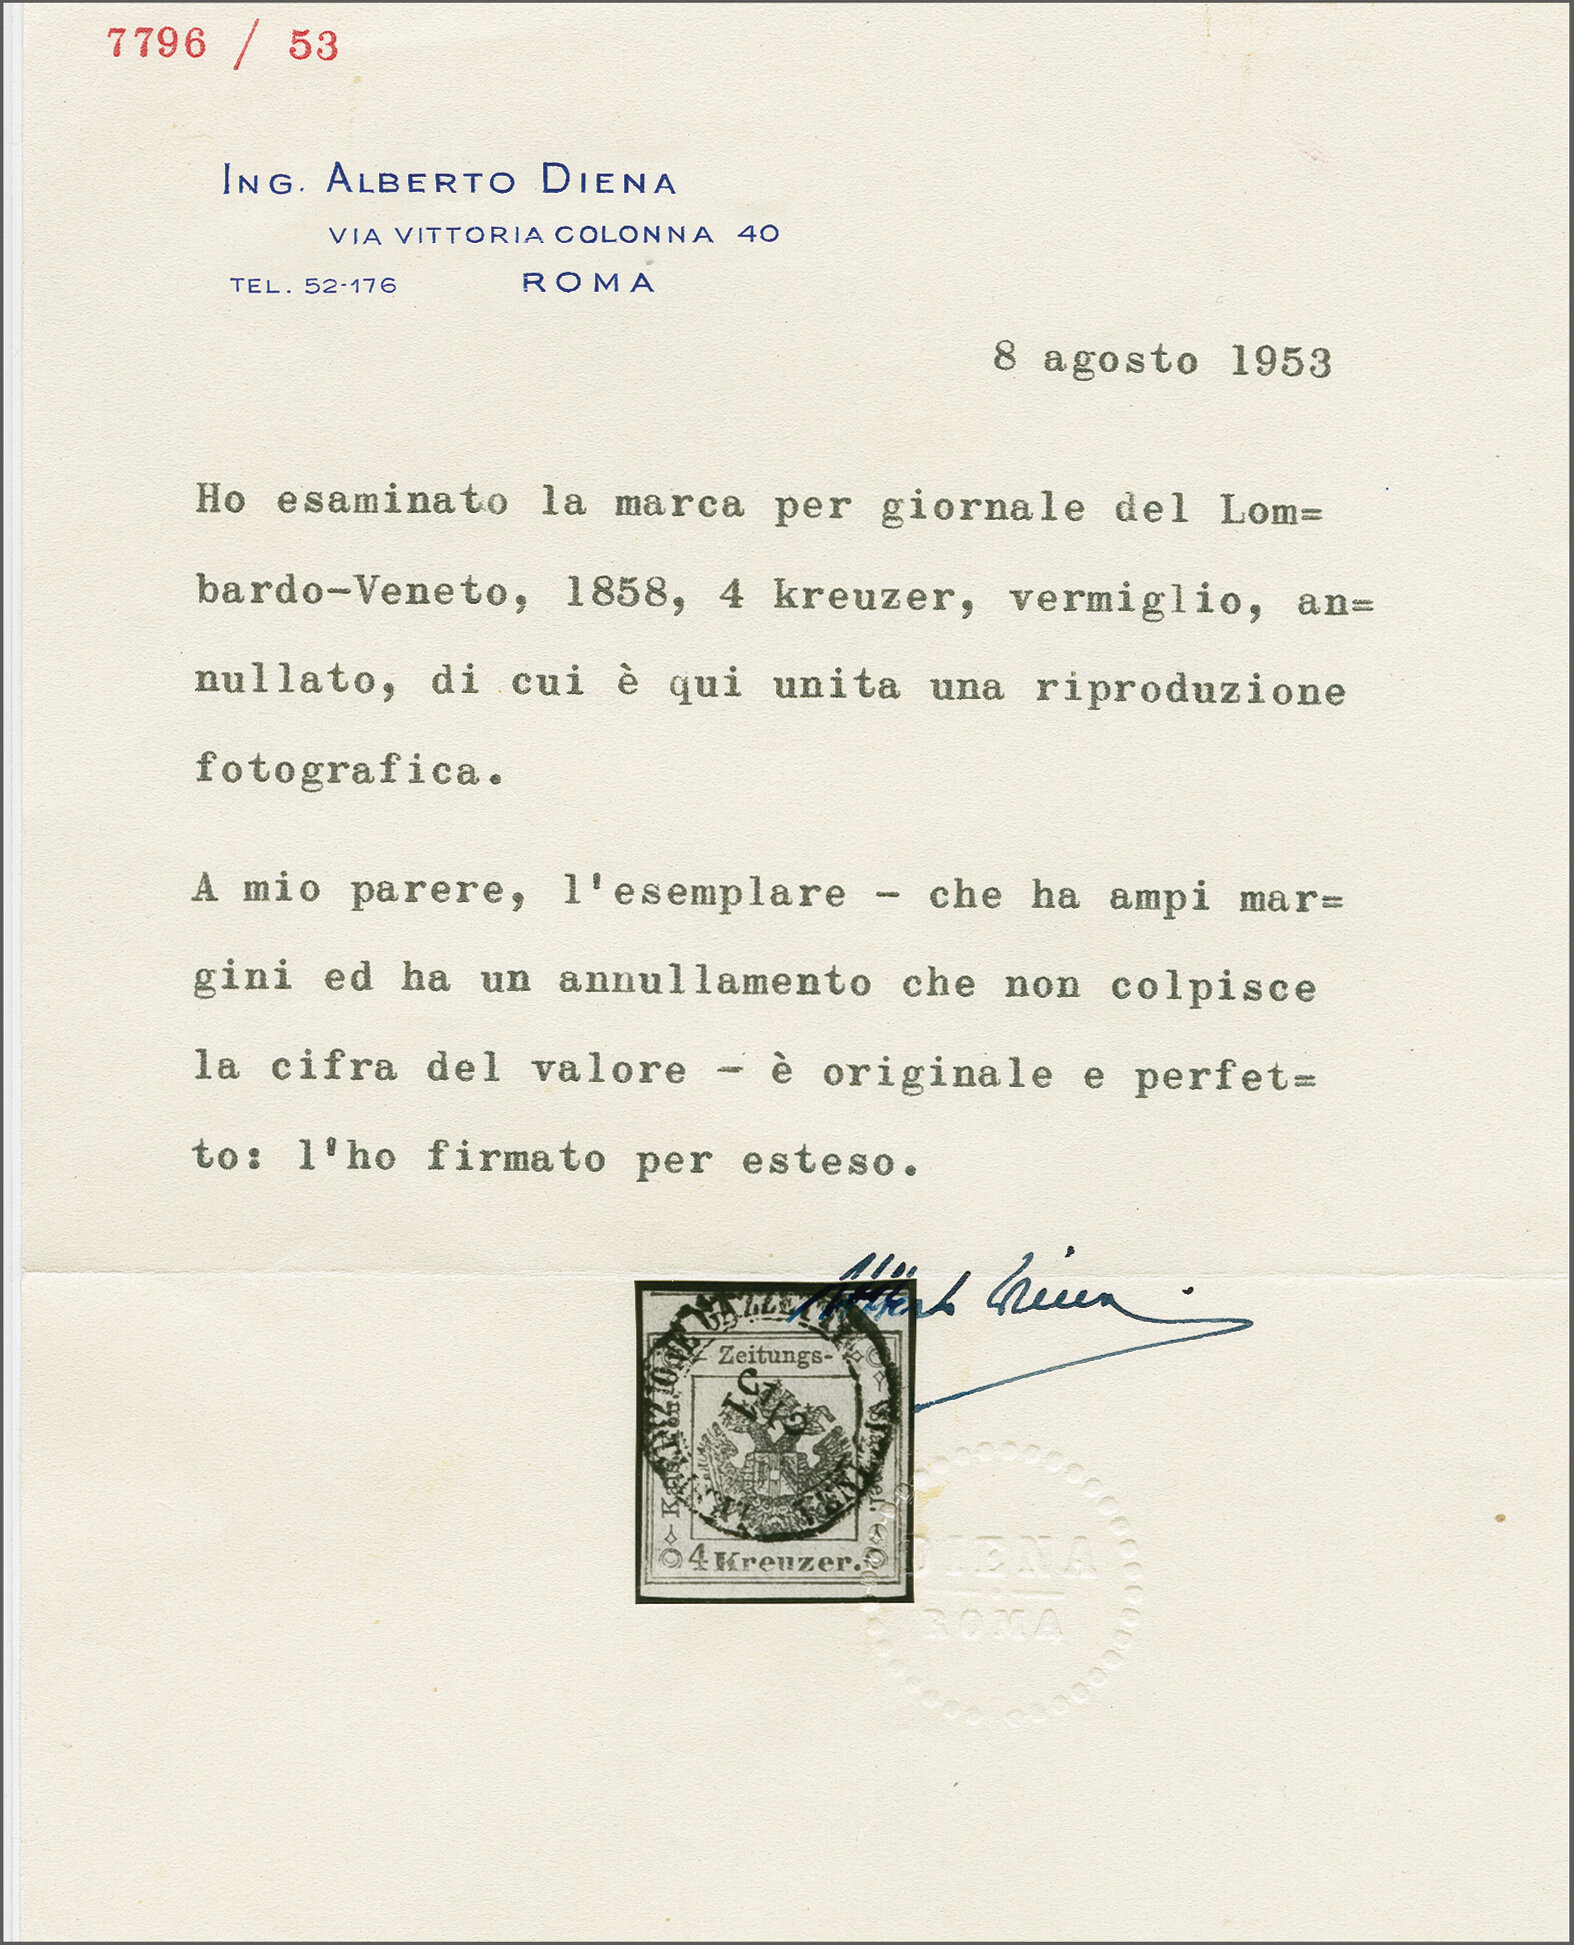 7796 / 53
ING. ALBERTO DIENA
VIA VITTORIA COLONNA 40
TEL. 52-176 ROMA
8 agosto 1953
Ho esaminato la marca per giornale del Lom=
bardo-Veneto, 1858, 4 kreuzer, vermiglio, an=
nullato, di cui è qui unita una riproduzione
fotografica.
A mio parere, l'esemplare - che ha ampi mar=
gini ed ha un annullamento che non colpisce
la cifra del valore - è originale e perfet=
to: l'ho firmato per esteso.
Alberto Diena
Zeitungs-
4 Kreuzer.